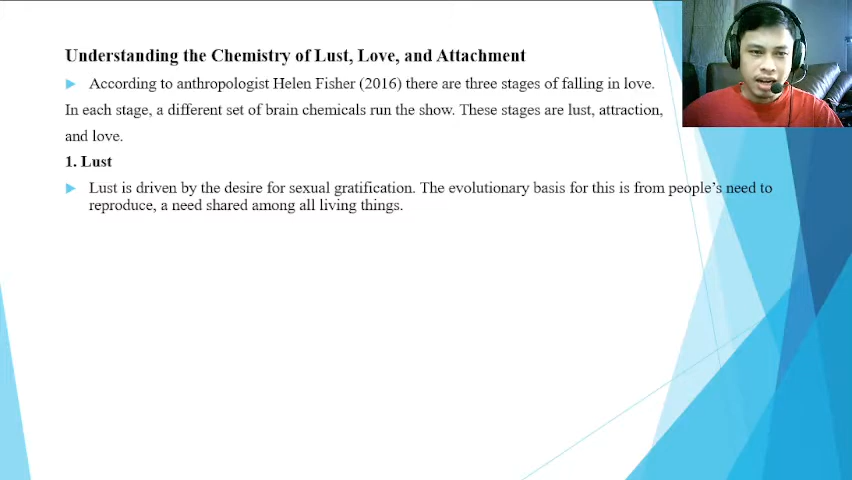 Understanding the Chemistry of Lust, Love, and Attachment
According to anthropologist Helen Fisher (2016) there are three stages of falling in love.
In each stage, a different set of brain chemicals run the show. These stages are lust, attraction,
and love.
1. Lust
Lust is driven by the desire for sexual gratification. The evolutionary basis for this is from people's need to
reproduce, a need shared among all living things.